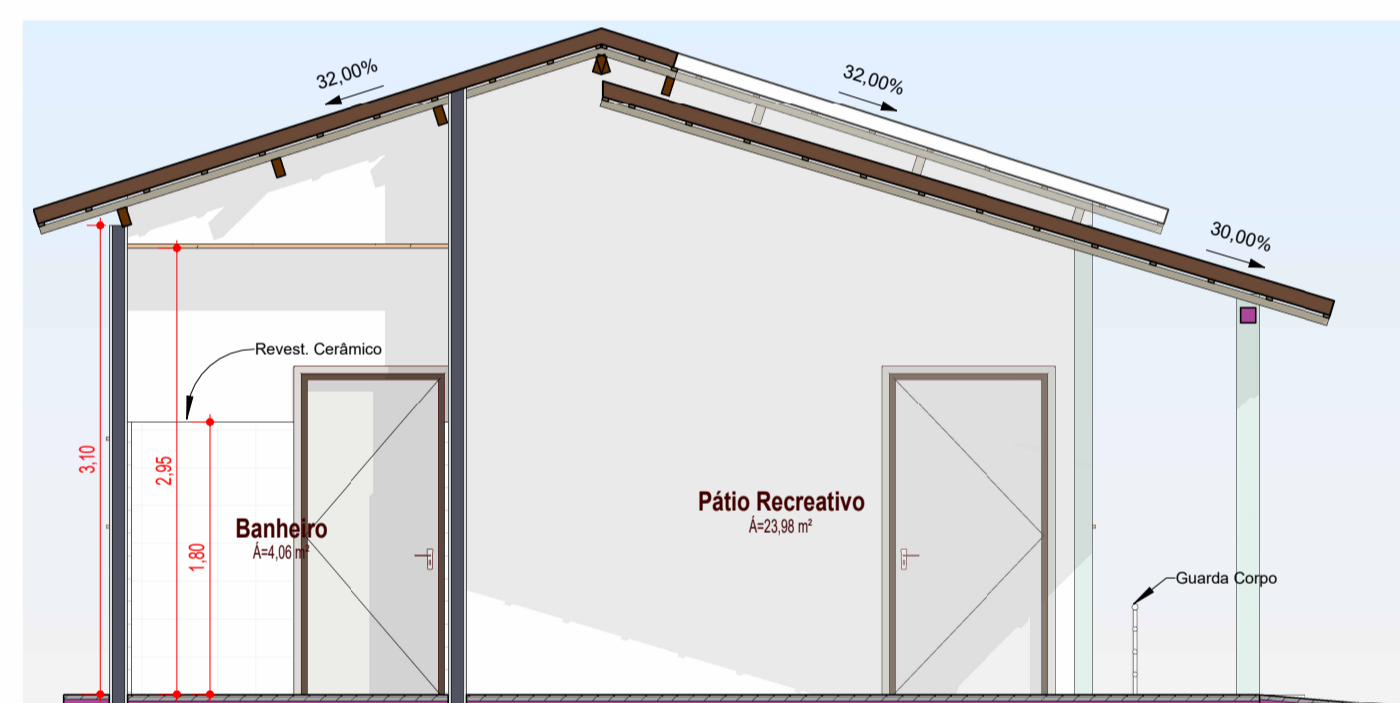 32,00%
32,00%
30,00%
Revest. Cerâmico
3,10
2,95
1,80
Banheiro
Á=4,06 m²
Pátio Recreativo
Á=23,98 m²
Guarda Corpo